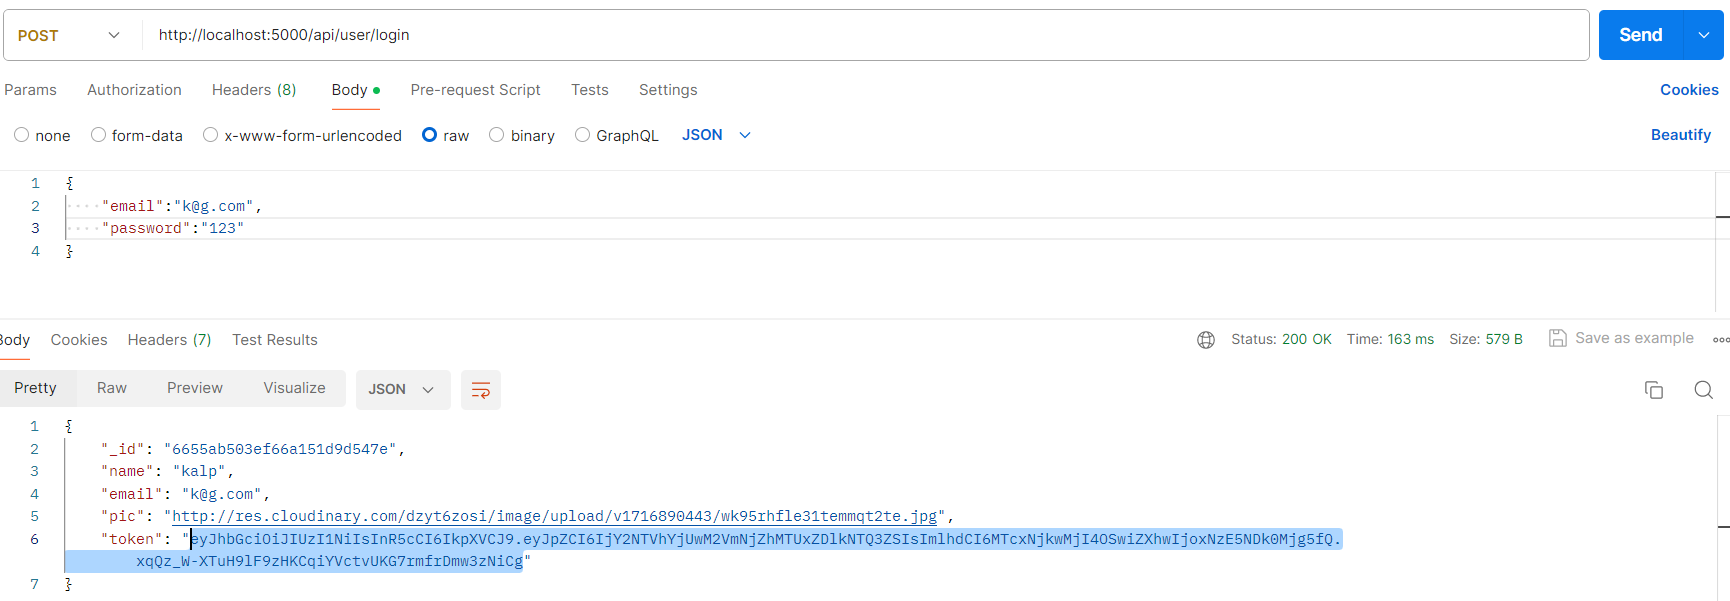 POST http://localhost:5000/api/user/login Send
Params Authorization Headers (8) Body Pre-request Script Tests Settings Cookies
none form-data x-www-form-urlencoded raw binary GraphQL JSON Beautify
1 {
2 "email":"k@g.com",
3 "password":"123"
4 }
Body Cookies Headers (7) Test Results Status: 200 OK Time: 163 ms Size: 579 B Save as example
Pretty Raw Preview Visualize JSON
1 {
2 "_id": "6655ab503ef66a151d9d547e",
3 "name": "kalp",
4 "email": "k@g.com",
5 "pic": "http://res.cloudinary.com/dzyt6zosi/image/upload/v1716890443/wk95rhfle31temmqt2te.jpg",
6 "token": "eyJhbGciOiJIUzI1NiIsInR5cCI6IkpXVCJ9.eyJpZCI6IjY2NTVhYjUwM2VmNjZhMTUxZDlkNTQ3ZSIsImlhdCI6MTcxNjkwMjI4OSwiZXhwIjoxNzE5NDk0Mjg5fQ.
xqQz_W-XTuH9lF9zHKCqiYVctvUKG7rmfrDmw3zNiCg"
7 }